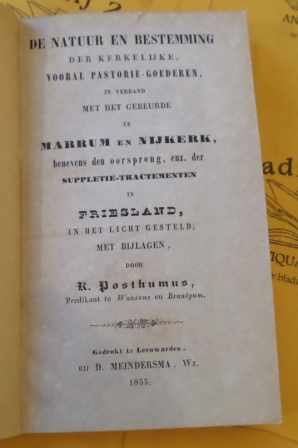 DE NATUUR EN BESTEMMING
DER KERKELIJKE,
VOORAL PASTORIE-GOEDEREN,
IN VERBAND
MET HET GEBEURDE
TE
MARRUM EN NIJKERK,
benevens den oorsprong, enz. der
SUPPLETIE-TRACTEMENTEN
IN
FRIESLAND,
IN HET LICHT GESTELD;
MET BIJLAGEN,
DOOR
R. Posthumus,
Predikant te Waaxens en Brantgum.
Gedrukt te Leeuwarden,
BIJ D. MEINDERSMA, Wz.
1855.